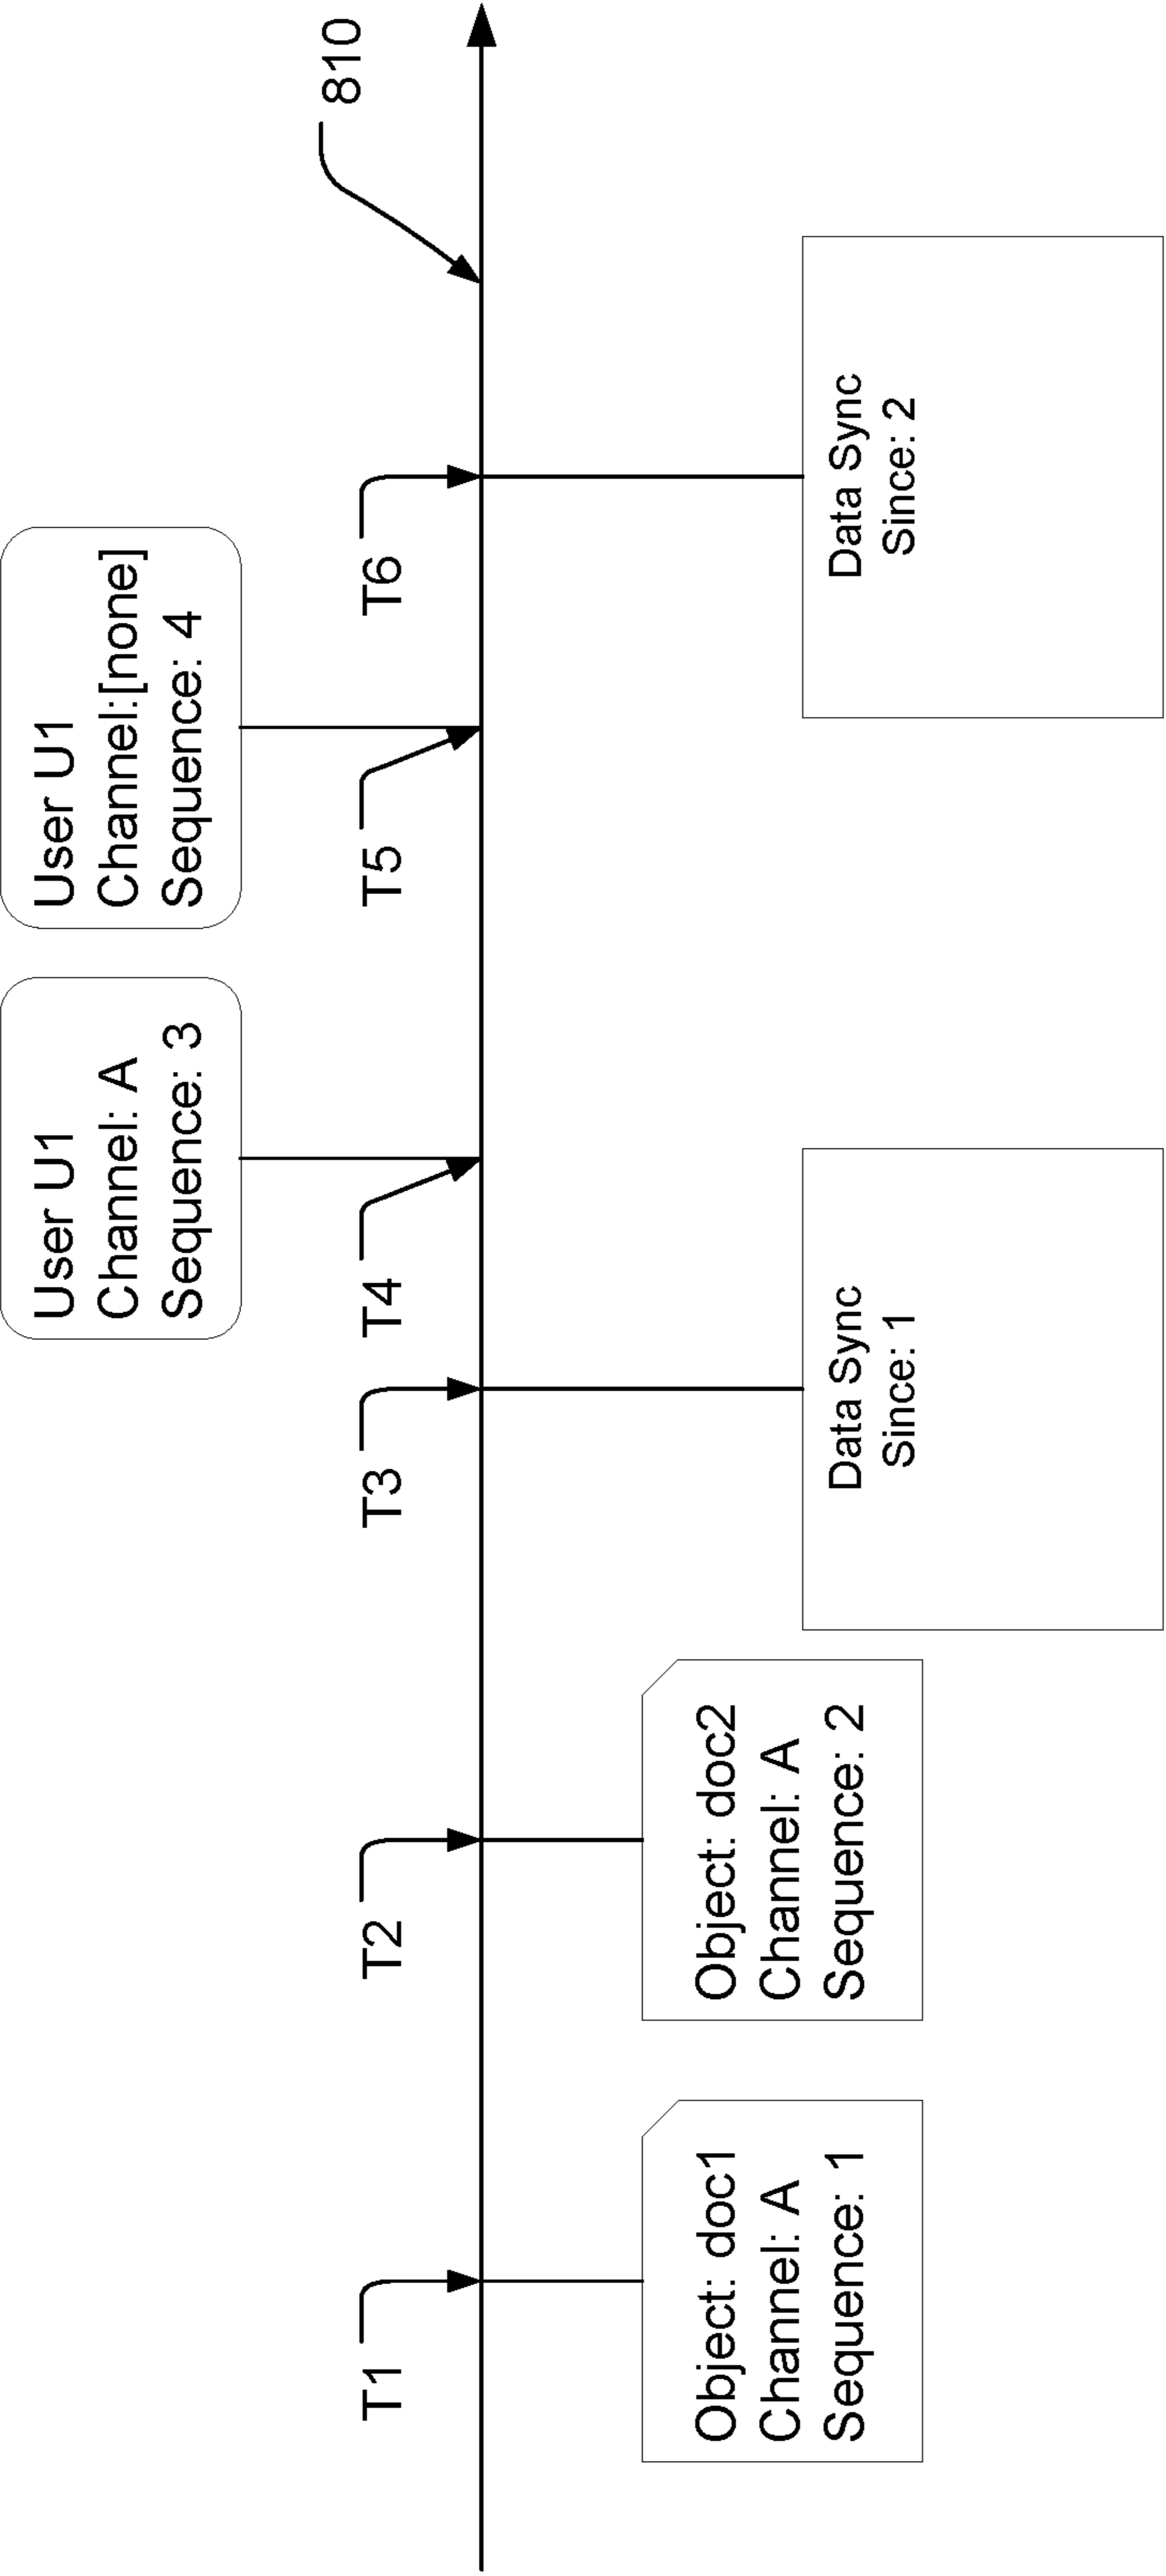 User U1
Channel: A
Sequence: 3
User U1
Channel:[none]
Sequence: 4
T1
T2
T3
T4
T5
T6
810
Object: doc1
Channel: A
Sequence: 1
Object: doc2
Channel: A
Sequence: 2
Data Sync
Since: 1
Data Sync
Since: 2